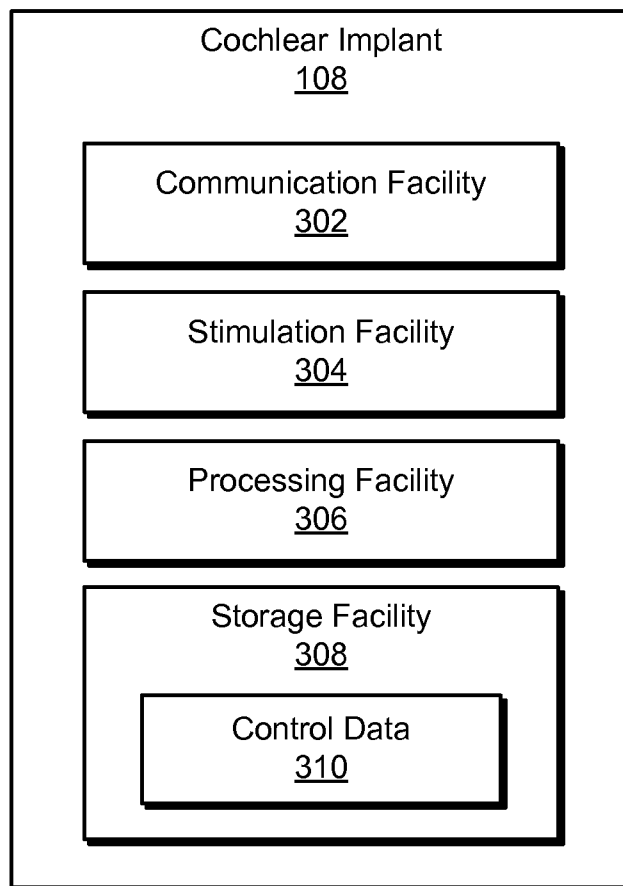 Cochlear Implant
108
Communication Facility
302
Stimulation Facility
304
Processing Facility
306
Storage Facility
308
Control Data
310